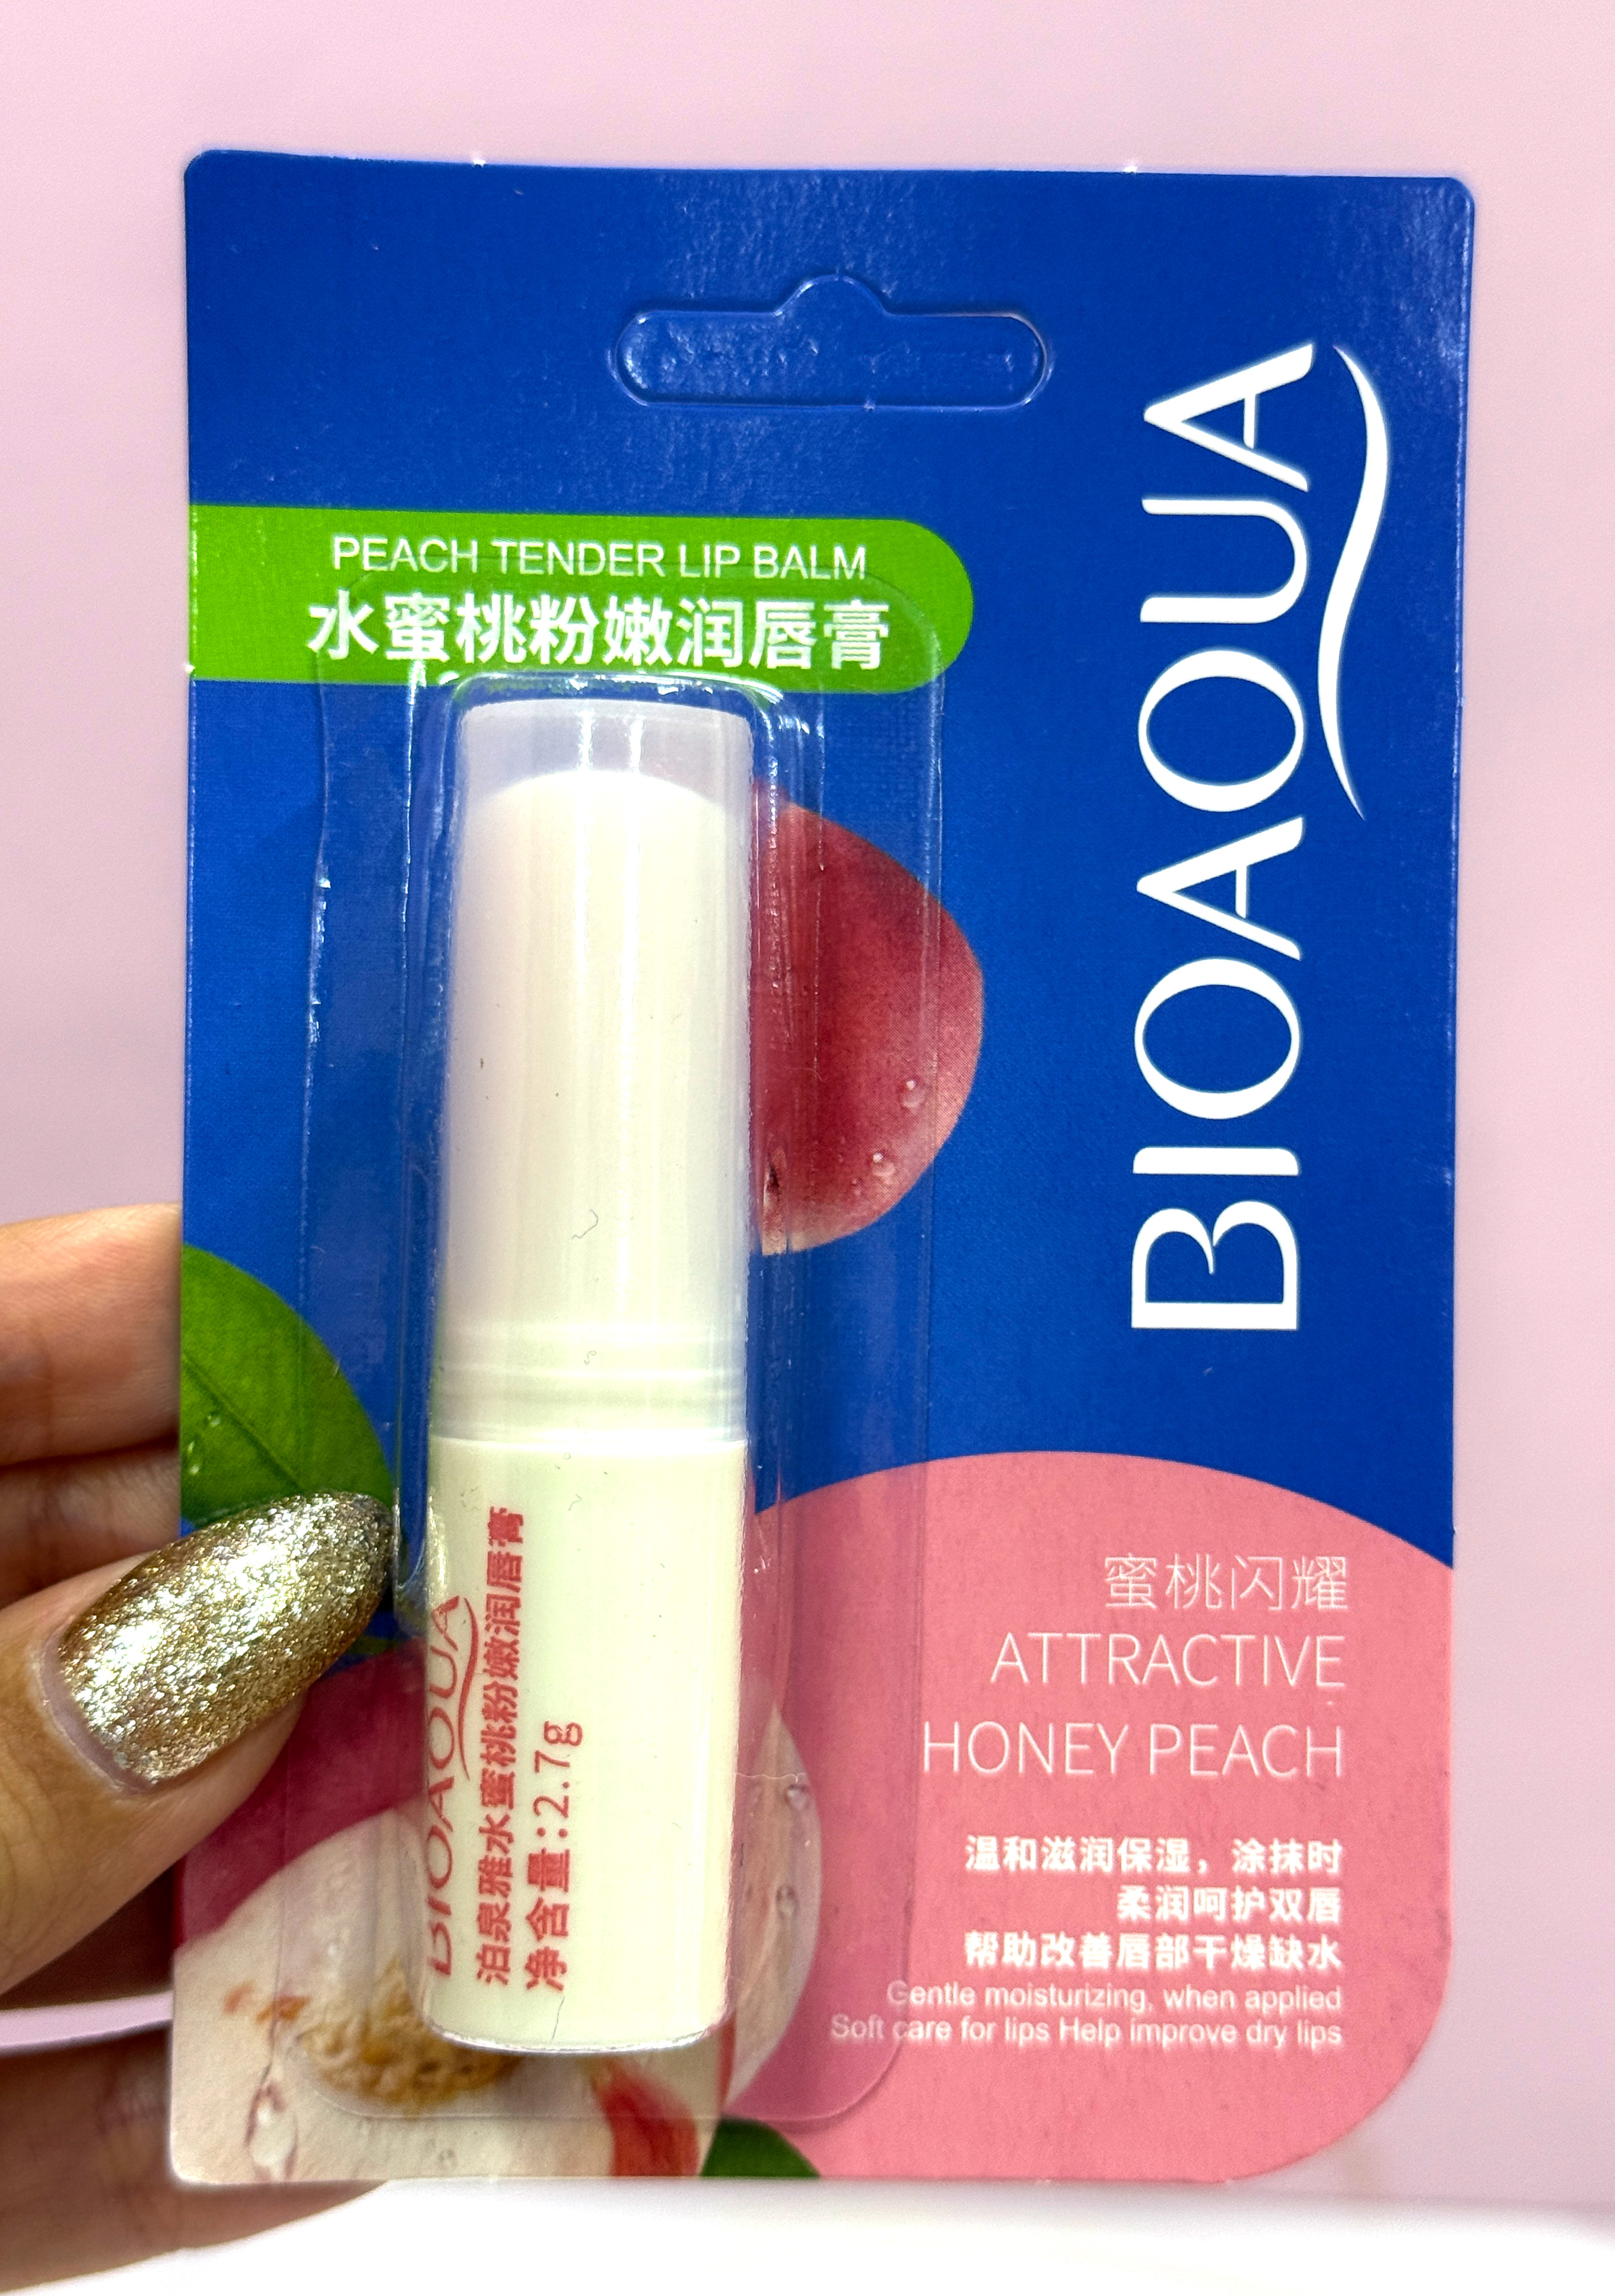 PEACH TENDER LIP BALM
水蜜桃粉嫩润唇膏
BIOAQUA
BIOAQUA
泊泉雅水蜜桃粉嫩润唇膏
净含量:2.7g
蜜桃闪耀
ATTRACTIVE
HONEY PEACH
温和滋润保湿，涂抹时
柔润呵护双唇
帮助改善唇部干燥缺水
Gentle moisturizing, when applied
Soft care for lips Help improve dry lips